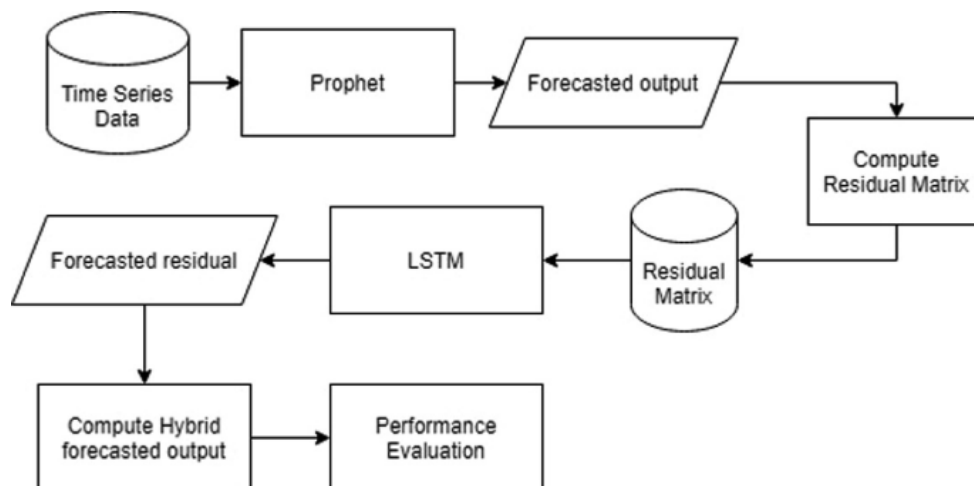 Time Series
Data
Prophet
Forecasted output
Compute
Residual Matrix
Residual
Matrix
LSTM
Forecasted residual
Compute Hybrid
forecasted output
Performance
Evaluation